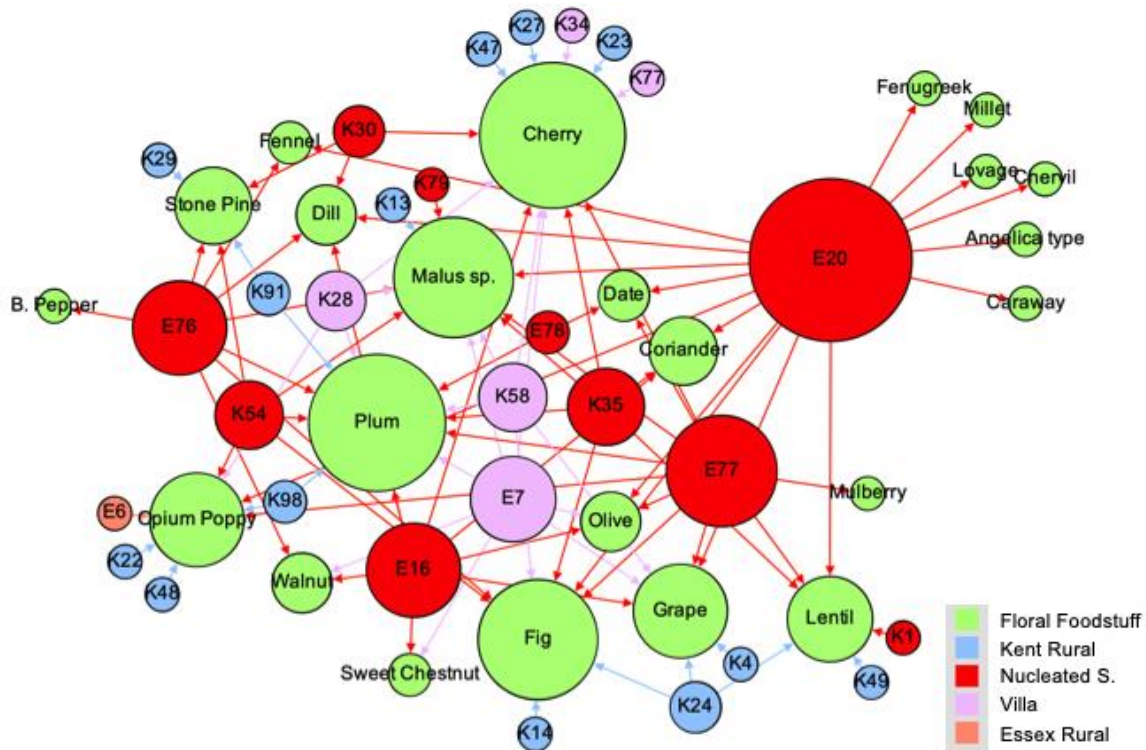 K27
K34
K47
K23
K77
Cherry
Fenugreek
Millet
K30
Fennel
K29
K79
Lovage
Chervil
Stone Pine
Dill
K13
Angelica type
E20
Malus sp.
K91
K28
Date
B. Pepper
E76
E78
Caraway
Coriander
K58
K35
K54
Plum
E77
Mulberry
E7
K98
E6
Opium Poppy
Olive
K22
K48
E16
Walnut
Fig
Grape
Lentil
K1
Sweet Chestnut
K4
K49
K24
K14
Floral Foodstuff
Kent Rural
Nucleated S.
Villa
Essex Rural